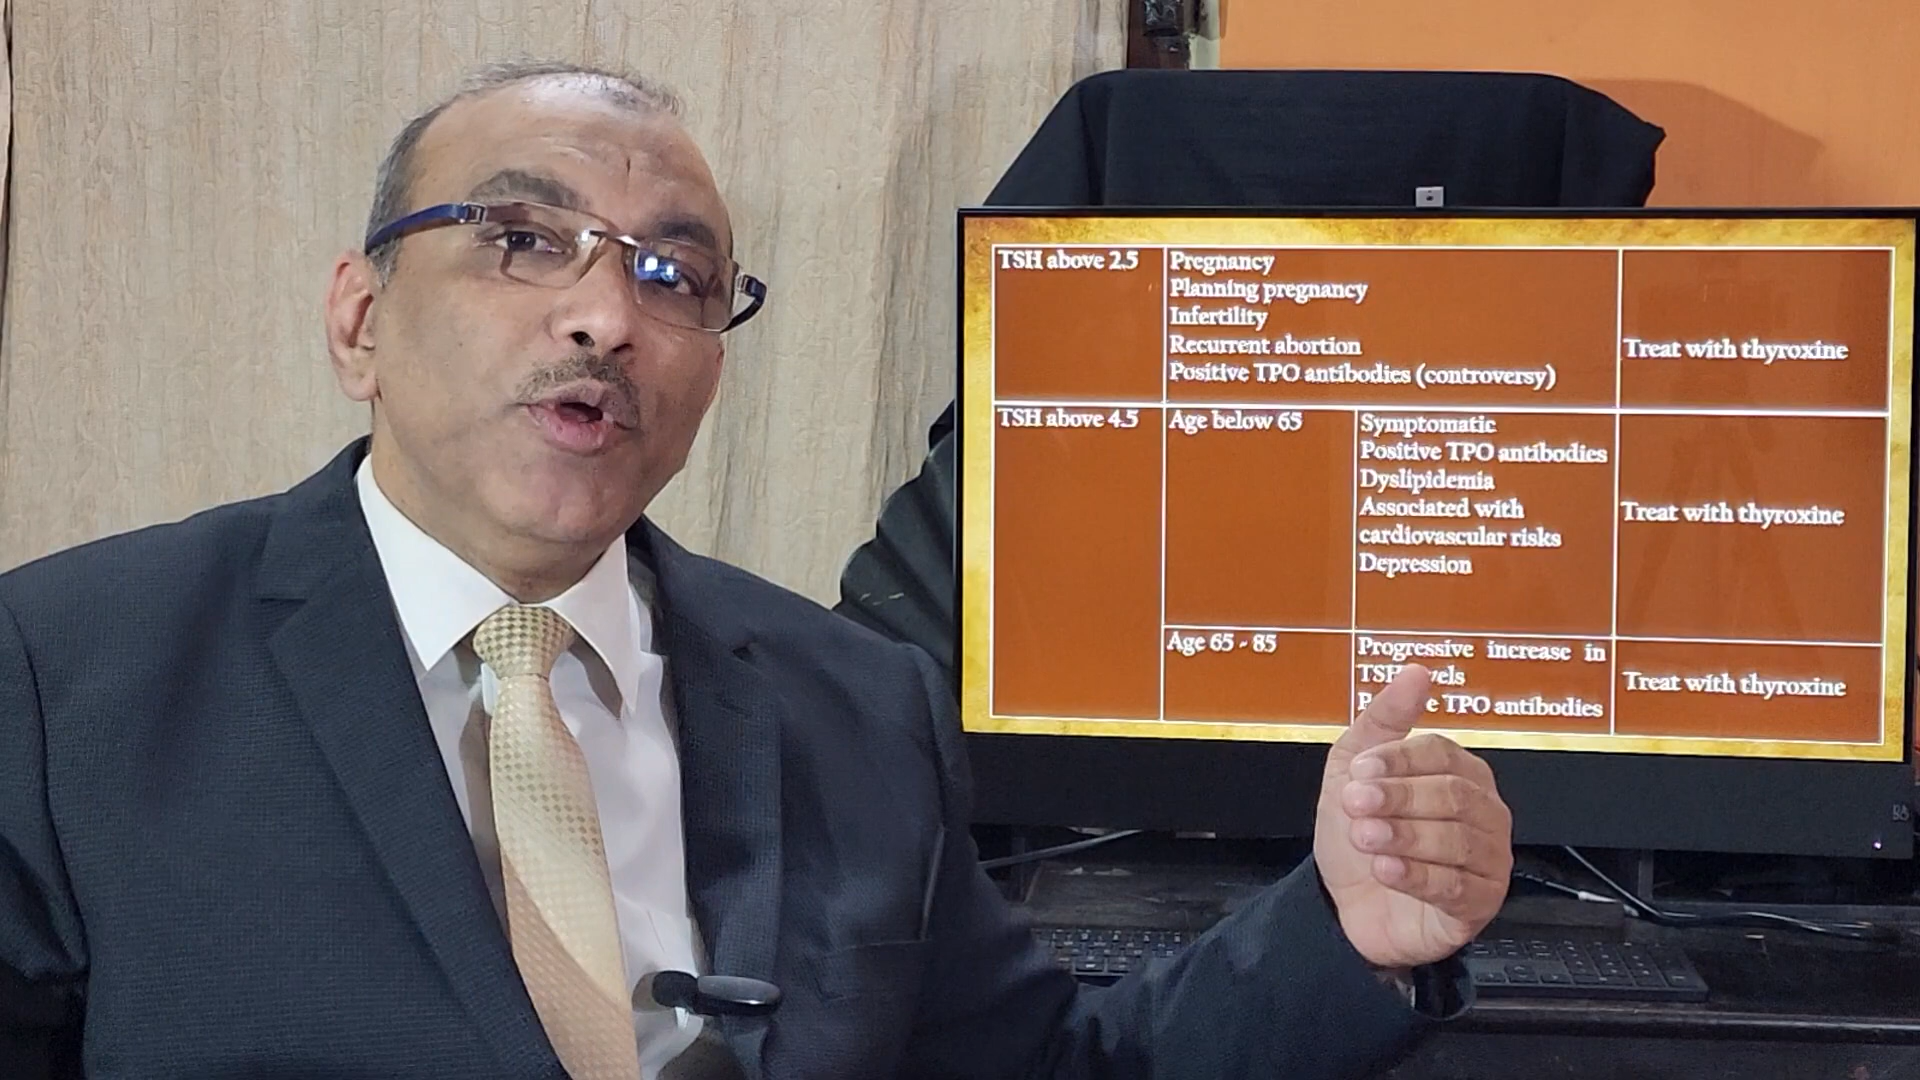 TSH above 2.5
Pregnancy
Planning pregnancy
Infertility
Recurrent abortion
Positive TPO antibodies (controversy)
Treat with thyroxine
TSH above 4.5
Age below 65
Symptomatic
Positive TPO antibodies
Dyslipidemia
Associated with
cardiovascular risks
Depression
Treat with thyroxine
Age 65 - 85
Progressive increase in
TSH
TPO antibodies
Treat with thyroxine